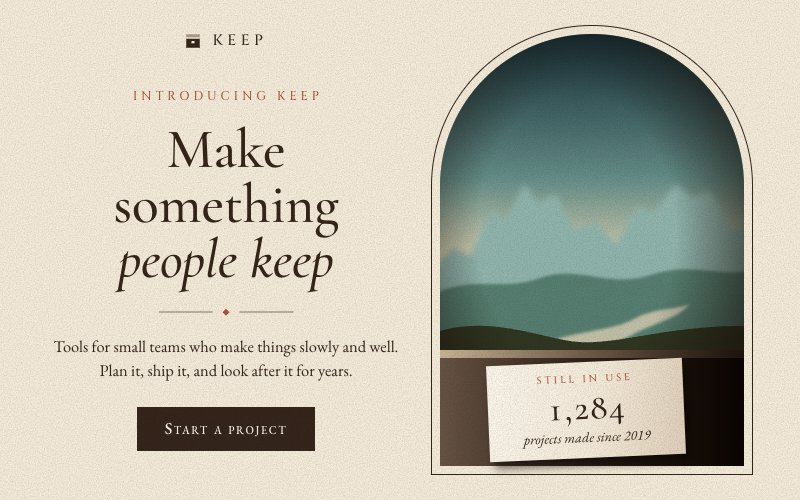 KEEP
INTRODUCING KEEP
Make
something
people keep
Tools for small teams who make things slowly and well.
Plan it, ship it, and look after it for years.
Start a project
STILL IN USE
1,284
projects made since 2019